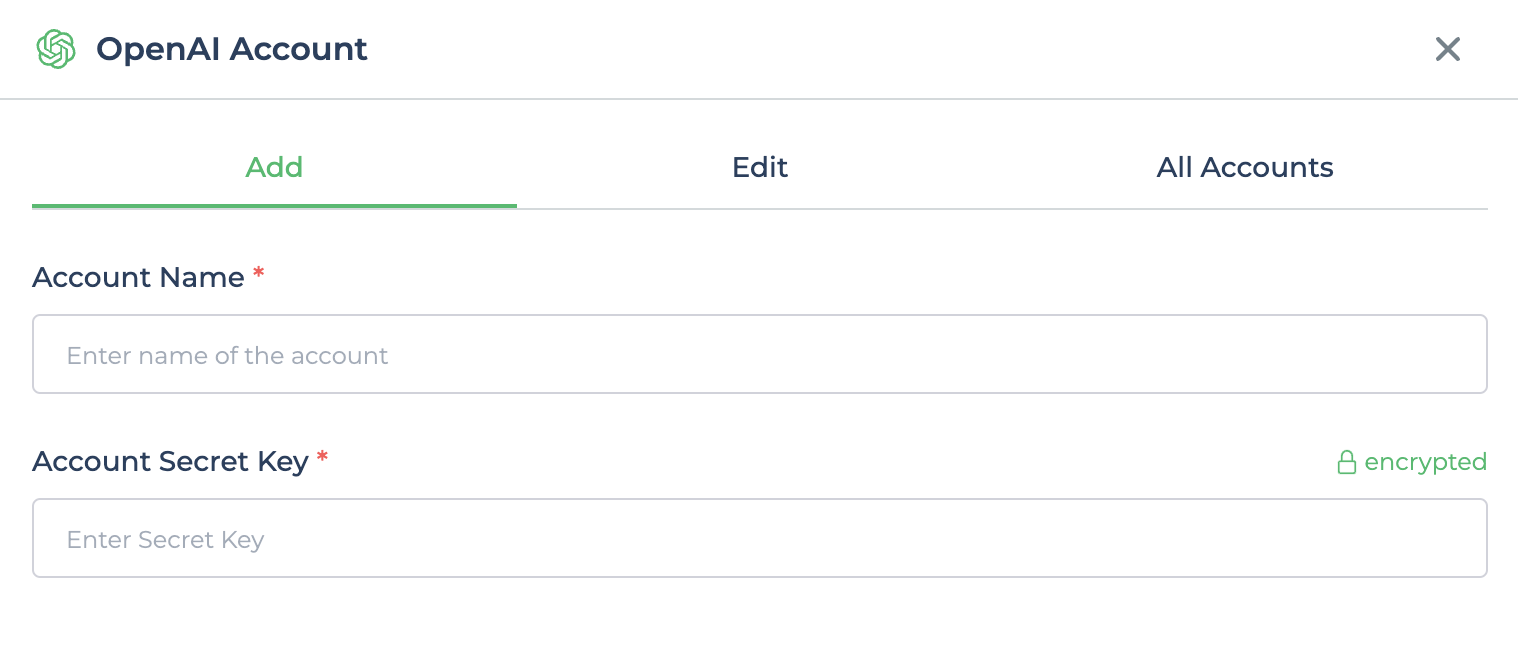 OpenAI Account
Add Edit All Accounts
Account Name *
Enter name of the account
Account Secret Key * encrypted
Enter Secret Key